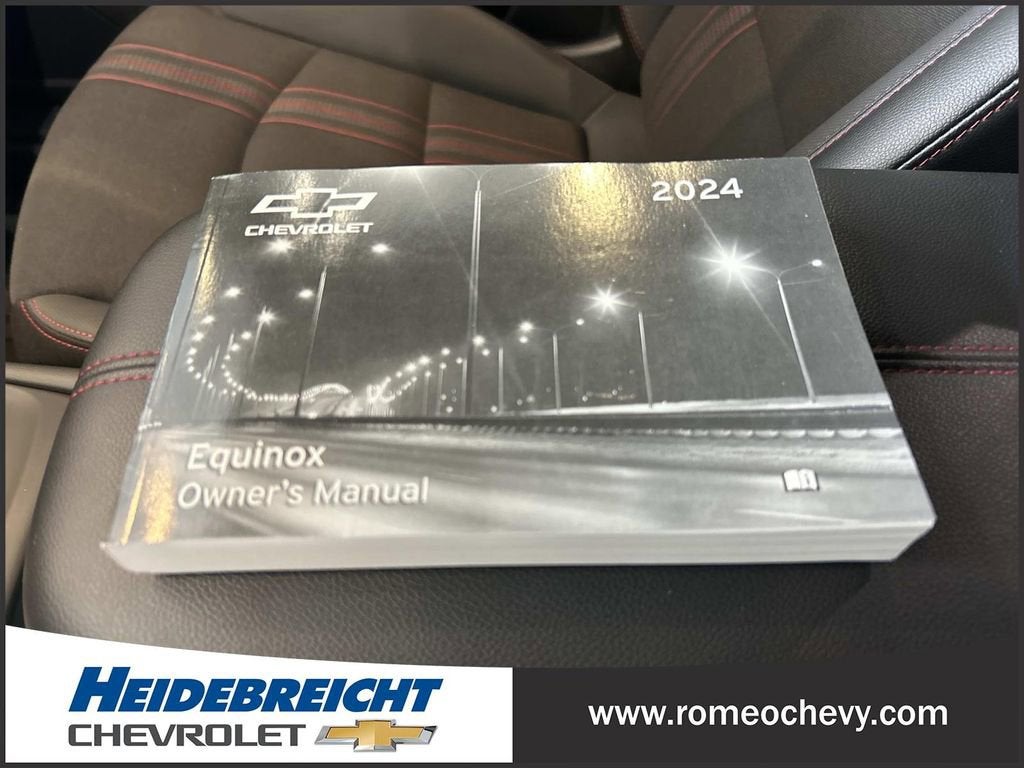 CHEVROLET
2024
Equinox
Owner's Manual
HEIDEBREICHT
CHEVROLET
www.romeochevy.com